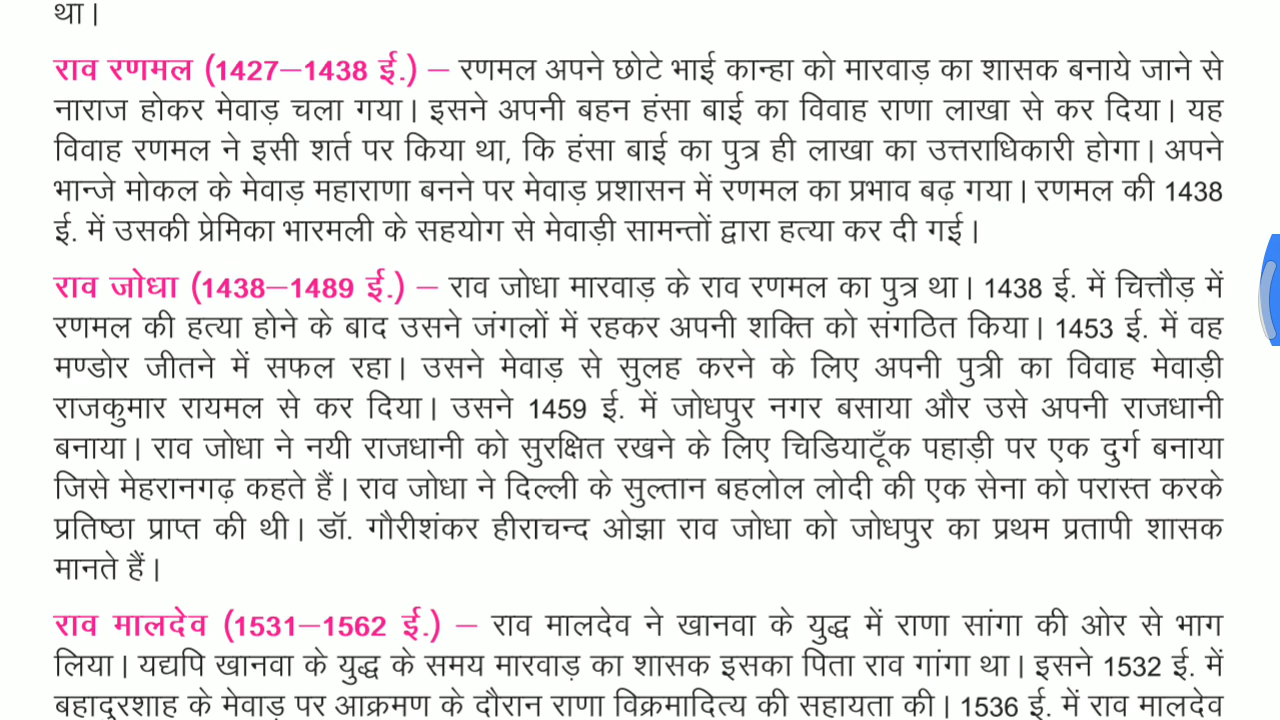 था।
राव रणमल (1427–1438 ई.) – रणमल अपने छोटे भाई कान्हा को मारवाड़ का शासक बनाये जाने से
नाराज होकर मेवाड़ चला गया। इसने अपनी बहन हंसा बाई का विवाह राणा लाखा से कर दिया। यह
विवाह रणमल ने इसी शर्त पर किया था, कि हंसा बाई का पुत्र ही लाखा का उत्तराधिकारी होगा। अपने
भान्जे मोकल के मेवाड़ महाराणा बनने पर मेवाड़ प्रशासन में रणमल का प्रभाव बढ़ गया। रणमल की 1438
ई. में उसकी प्रेमिका भारमली के सहयोग से मेवाड़ी सामन्तों द्वारा हत्या कर दी गई।
राव जोधा (1438–1489 ई.) – राव जोधा मारवाड़ के राव रणमल का पुत्र था। 1438 ई. में चित्तौड़ में
रणमल की हत्या होने के बाद उसने जंगलों में रहकर अपनी शक्ति को संगठित किया। 1453 ई. में वह
मण्डोर जीतने में सफल रहा। उसने मेवाड़ से सुलह करने के लिए अपनी पुत्री का विवाह मेवाड़ी
राजकुमार रायमल से कर दिया। उसने 1459 ई. में जोधपुर नगर बसाया और उसे अपनी राजधानी
बनाया। राव जोधा ने नयी राजधानी को सुरक्षित रखने के लिए चिडियाटूँक पहाड़ी पर एक दुर्ग बनाया
जिसे मेहरानगढ़ कहते हैं। राव जोधा ने दिल्ली के सुल्तान बहलोल लोदी की एक सेना को परास्त करके
प्रतिष्ठा प्राप्त की थी। डॉ. गौरीशंकर हीराचन्द ओझा राव जोधा को जोधपुर का प्रथम प्रतापी शासक
मानते हैं।
राव मालदेव (1531–1562 ई.) – राव मालदेव ने खानवा के युद्ध में राणा सांगा की ओर से भाग
लिया। यद्यपि खानवा के युद्ध के समय मारवाड़ का शासक इसका पिता राव गांगा था। इसने 1532 ई. में
बहादुरशाह के मेवाड़ पर आक्रमण के दौरान राणा विक्रमादित्य की सहायता की। 1536 ई. में राव मालदेव